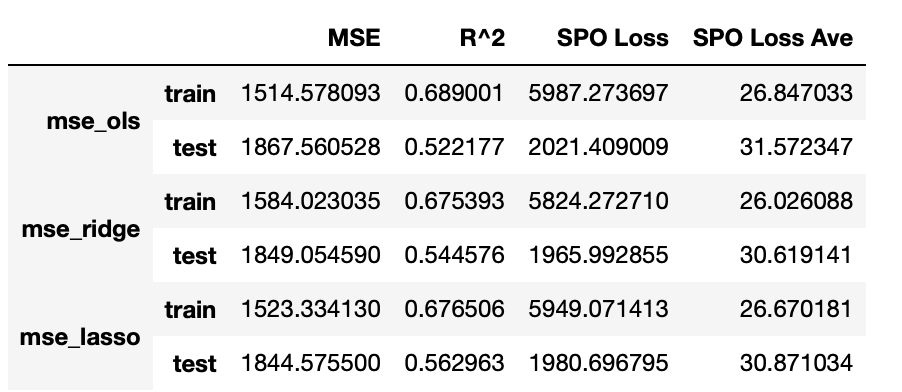 MSE R^2 SPO Loss SPO Loss Ave
mse_ols train 1514.578093 0.689001 5987.273697 26.847033
test 1867.560528 0.522177 2021.409009 31.572347
mse_ridge train 1584.023035 0.675393 5824.272710 26.026088
test 1849.054590 0.544576 1965.992855 30.619141
mse_lasso train 1523.334130 0.676506 5949.071413 26.670181
test 1844.575500 0.562963 1980.696795 30.871034